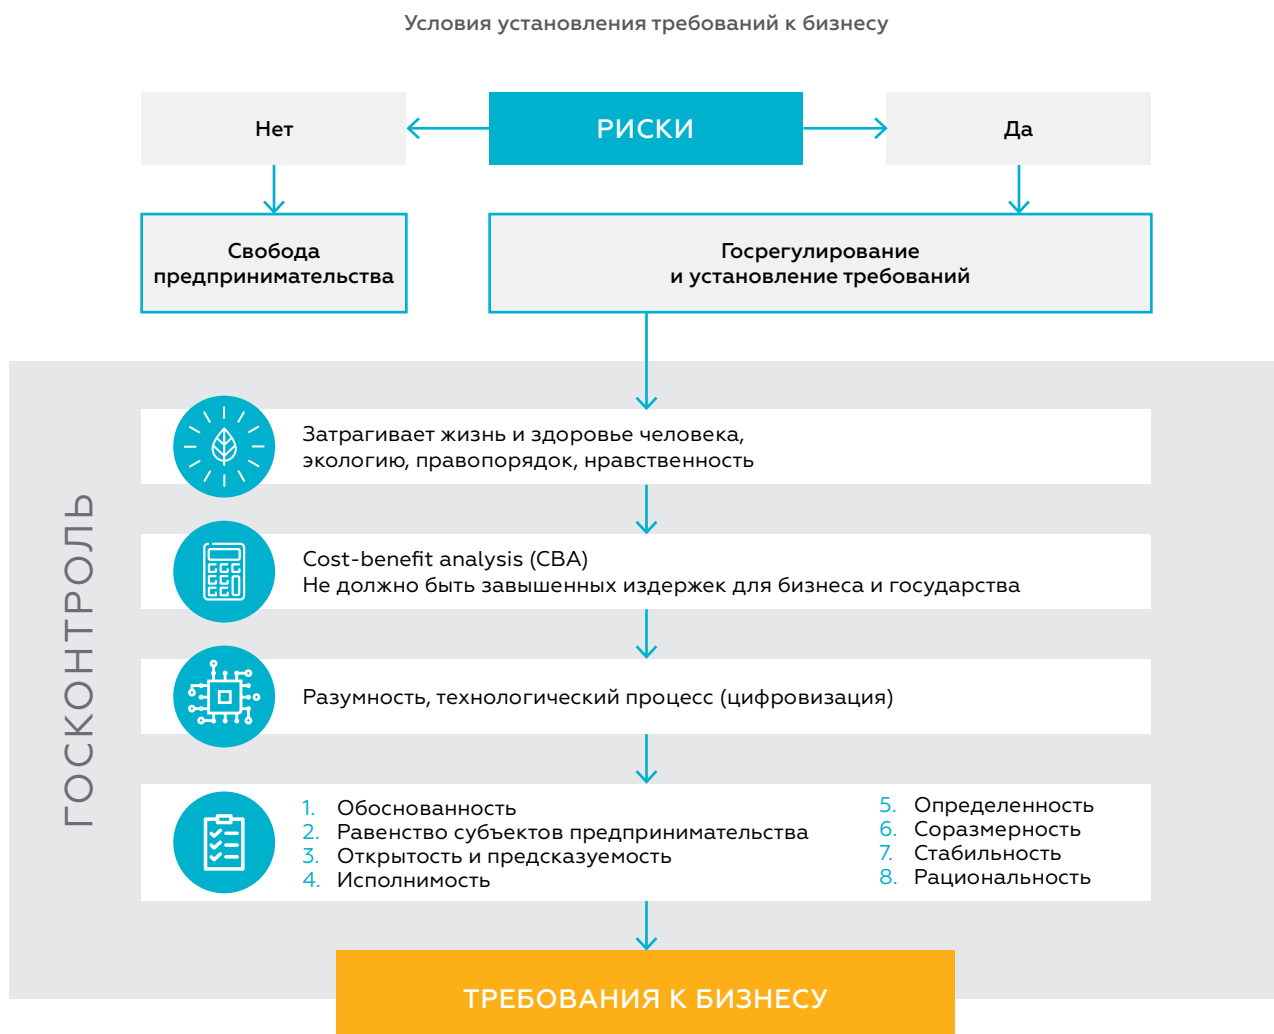 Условия установления требований к бизнесу
Нет
РИСКИ
Да
Свобода
предпринимательства
Госрегулирование
и установление требований
ГОСКОНТРОЛЬ
Затрагивает жизнь и здоровье человека,
экологию, правопорядок, нравственность
Cost-benefit analysis (CBA)
Не должно быть завышенных издержек для бизнеса и государства
Разумность, технологический процесс (цифровизация)
1. Обоснованность
2. Равенство субъектов предпринимательства
3. Открытость и предсказуемость
4. Исполнимость
5. Определенность
6. Соразмерность
7. Стабильность
8. Рациональность
ТРЕБОВАНИЯ К БИЗНЕСУ